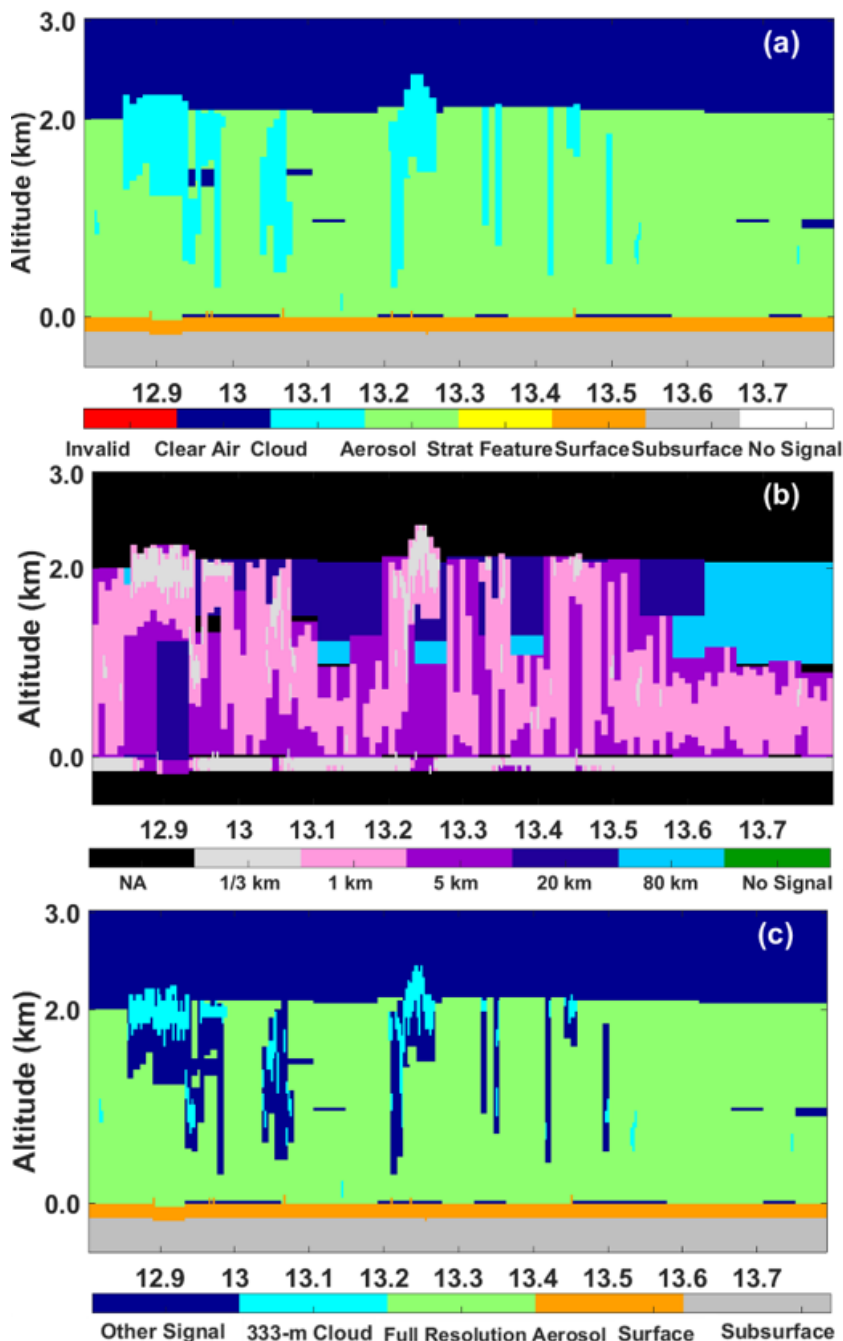 3.0
(a)
2.0
Altitude (km)
0.0
12.9 13 13.1 13.2 13.3 13.4 13.5 13.6 13.7
Invalid Clear Air Cloud Aerosol Strat Feature Surface Subsurface No Signal
3.0
(b)
2.0
Altitude (km)
0.0
12.9 13 13.1 13.2 13.3 13.4 13.5 13.6 13.7
NA 1/3 km 1 km 5 km 20 km 80 km No Signal
3.0
(c)
2.0
Altitude (km)
0.0
12.9 13 13.1 13.2 13.3 13.4 13.5 13.6 13.7
Other Signal 333-m Cloud Full Resolution Aerosol Surface Subsurface